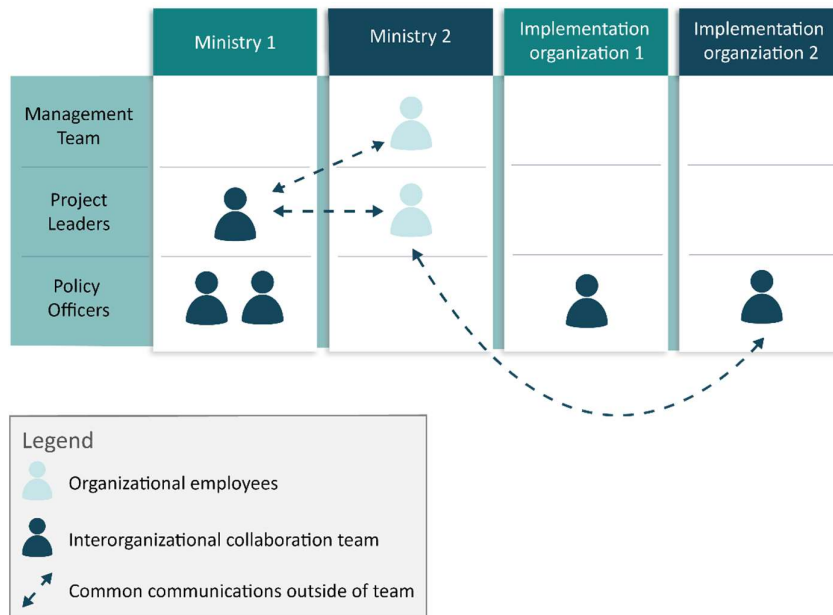 Ministry 1
Ministry 2
Implementation
organization 1
Implementation
organziation 2
Management
Team
Project
Leaders
Policy
Officers
Legend
Organizational employees
Interorganizational collaboration team
Common communications outside of team